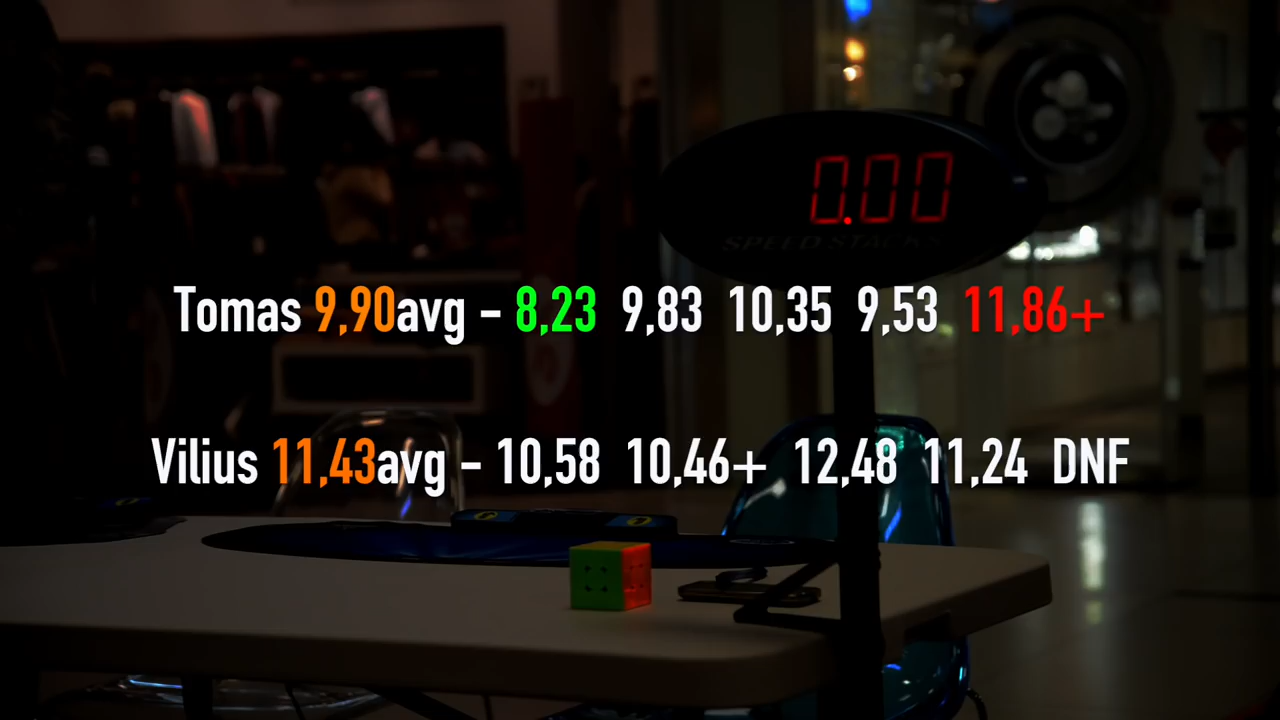 0.00
SPEED STACKS
Tomas 9,90avg – 8,23 9,83 10,35 9,53 11,86+
Vilius 11,43avg – 10,58 10,46+ 12,48 11,24 DNF